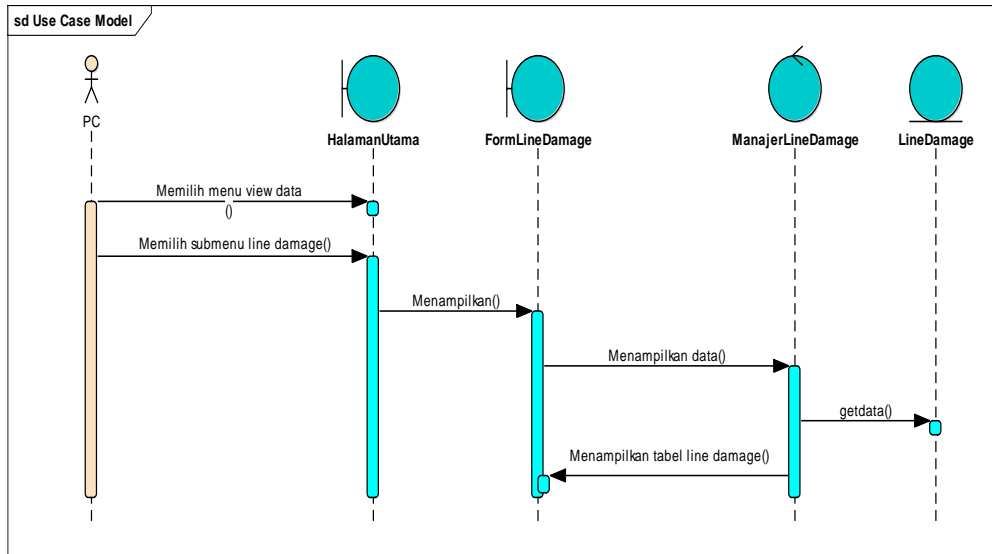 sd Use Case Model
PC
HalamanUtama
FormLineDamage
ManajerLineDamage
LineDamage
Memilih menu view data
()
Memilih submenu line damage()
Menampilkan()
Menampilkan data()
getdata()
Menampilkan tabel line damage()